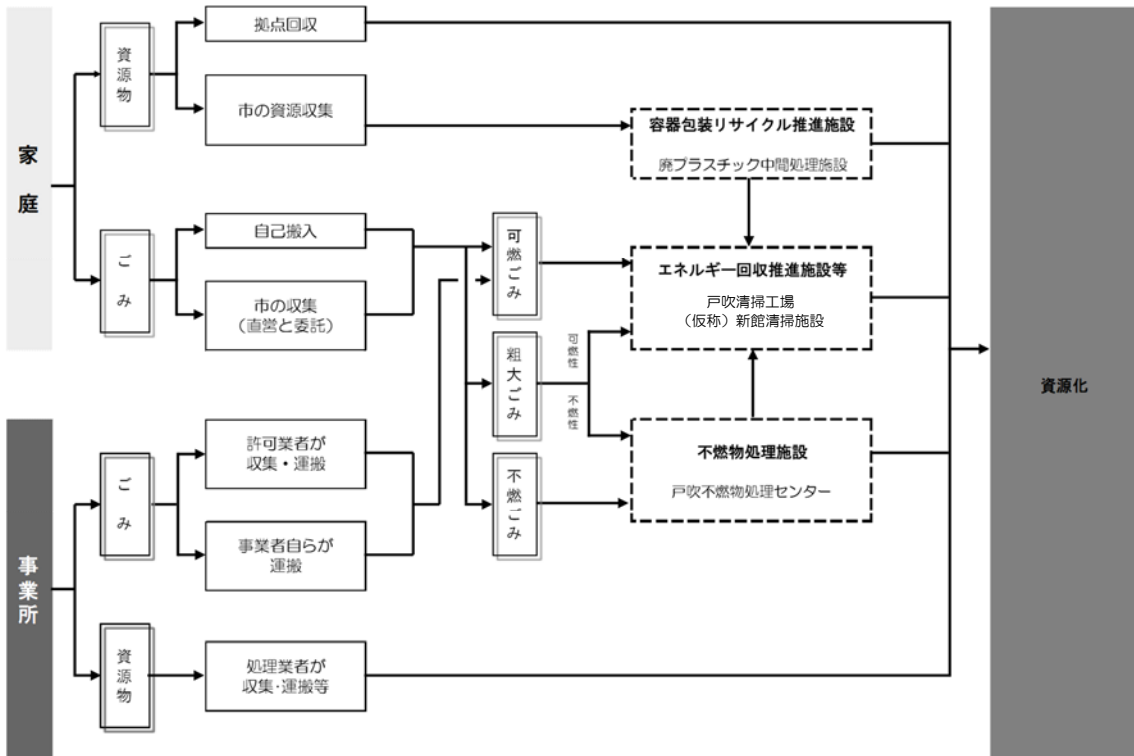 家庭
資源物
拠点回収
市の資源収集
ごみ
自己搬入
市の収集
（直営と委託）
事業所
ごみ
許可業者が
収集・運搬
事業者自らが
運搬
資源物
処理業者が
収集・運搬等
可燃ごみ
粗大ごみ
可燃性
不燃性
不燃ごみ
容器包装リサイクル推進施設
廃プラスチック中間処理施設
エネルギー回収推進施設等
戸吹清掃工場
（仮称）新館清掃施設
不燃物処理施設
戸吹不燃物処理センター
資源化